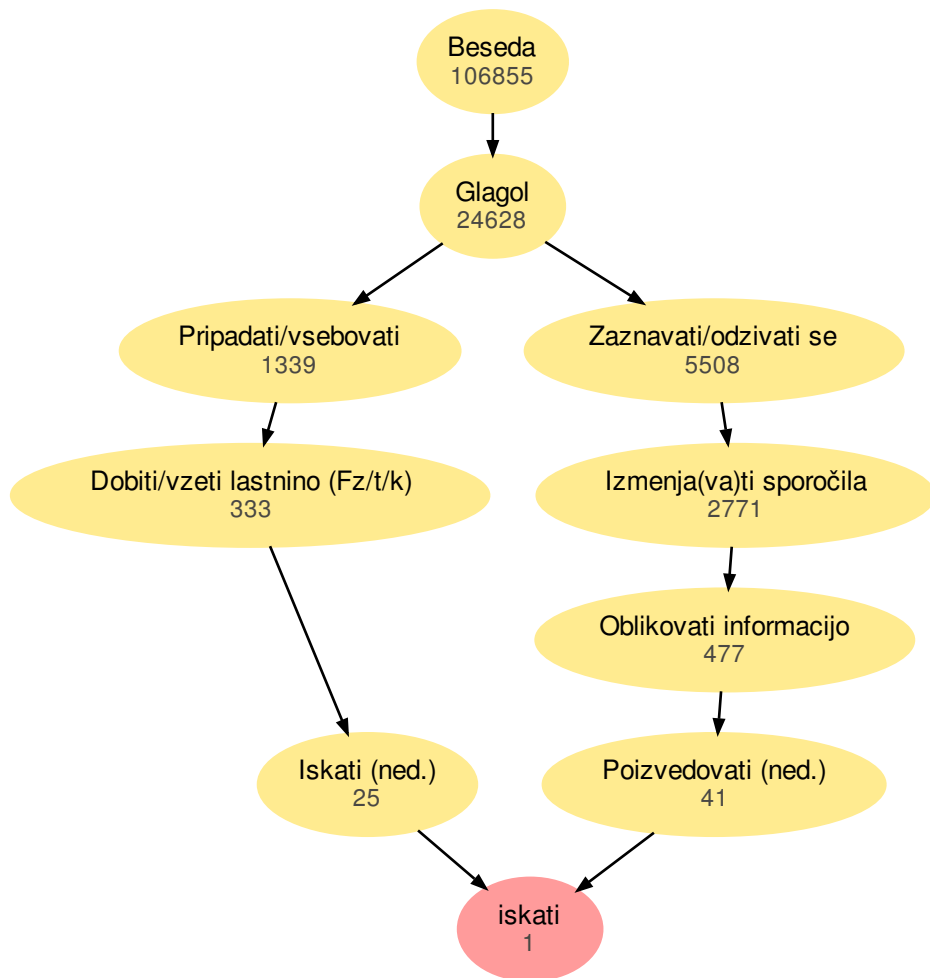 Beseda
106855
Glagol
24628
Pripadati/vsebovati
1339
Zaznavati/odzivati se
5508
Dobiti/vzeti lastnino (Fz/t/k)
333
Izmenja(va)ti sporočila
2771
Oblikovati informacijo
477
Iskati (ned.)
25
Poizvedovati (ned.)
41
iskati
1